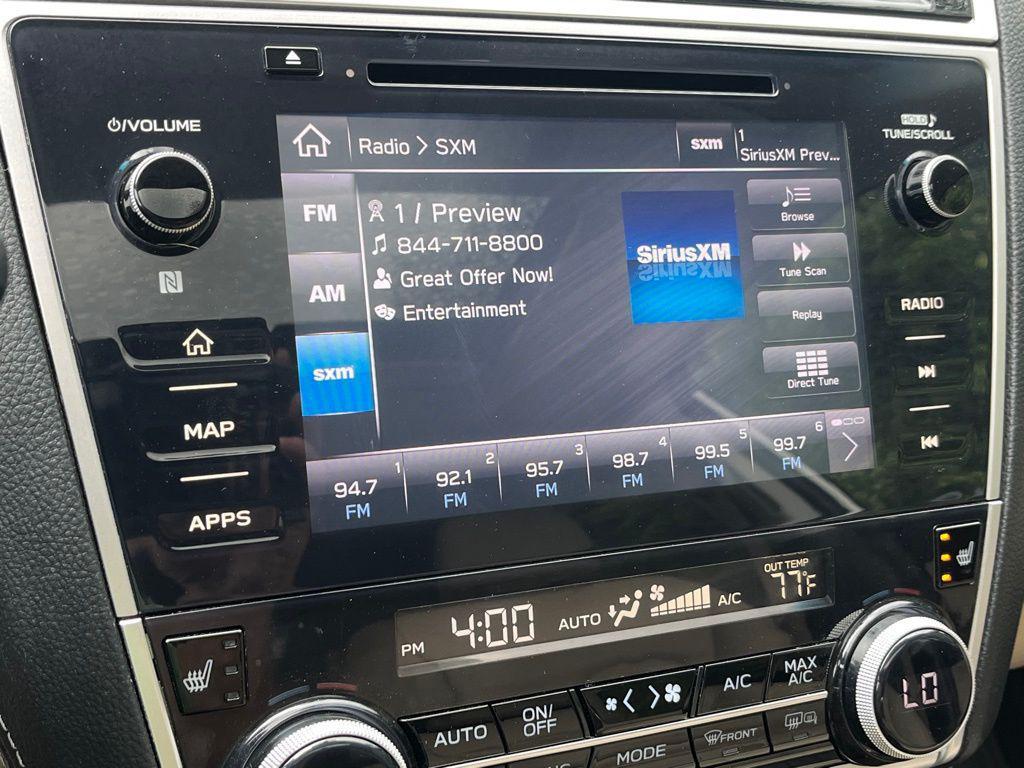 ⏻/VOLUME
HOLD
TUNE/SCROLL
Radio > SXM
sxm
1
SiriusXM Prev...
FM
AM
sxm
1 / Preview
844-711-8800
Great Offer Now!
Entertainment
SiriusXM
Browse
Tune Scan
Replay
Direct Tune
MAP
APPS
RADIO
1
94.7
FM
2
92.1
FM
3
95.7
FM
4
98.7
FM
5
99.5
FM
6
99.7
FM
PM 4:00 AUTO A/C
OUT TEMP
77°F
AUTO
ON/
OFF
A/C
MAX
A/C
MODE
FRONT
LO